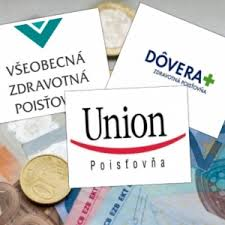 VŠEOBECNÁ
ZDRAVOTNÁ
POISŤOVŇA
DÔVERA
ZDRAVOTNÁ POISŤOVŇA
Union
Poisťovňa